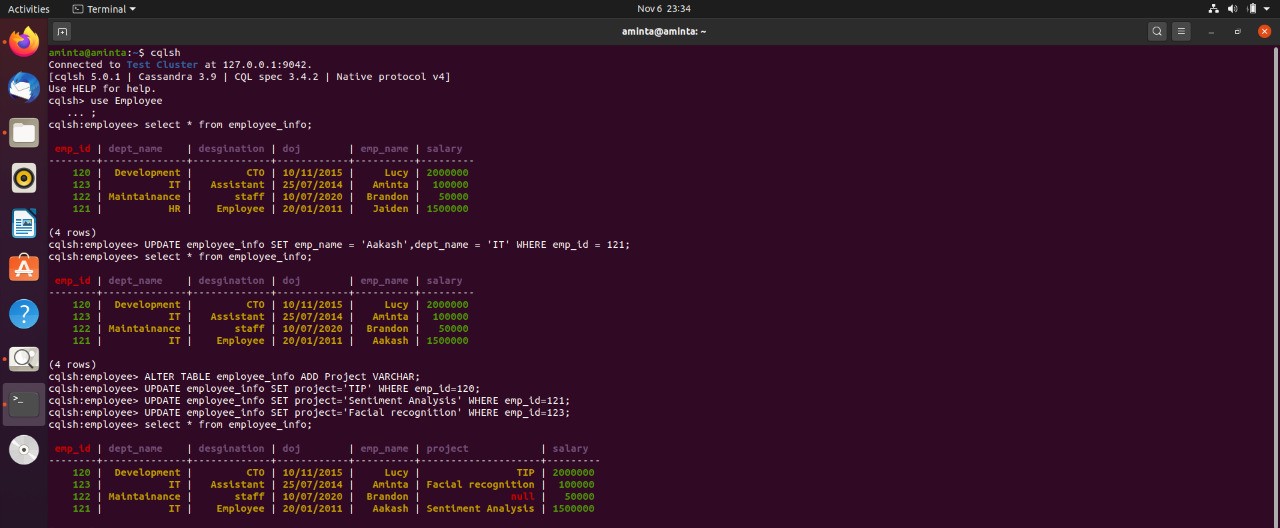 Activities Terminal Nov 6 23:34
aminta@aminta: ~
aminta@aminta:~$ cqlsh
Connected to Test Cluster at 127.0.0.1:9042.
[cqlsh 5.0.1 | Cassandra 3.9 | CQL spec 3.4.2 | Native protocol v4]
Use HELP for help.
cqlsh> use Employee
   ... ;
cqlsh:employee> select * from employee_info;
 emp_id | dept_name    | desgination | doj        | emp_name | salary
--------+--------------+-------------+------------+----------+---------
    120 |  Development |         CTO | 10/11/2015 |     Lucy | 2000000
    123 |           IT |   Assistant | 25/07/2014 |   Aminta |  100000
    122 | Maintainance |       staff | 10/07/2020 |  Brandon |   50000
    121 |           HR |    Employee | 20/01/2011 |   Jaiden | 1500000
(4 rows)
cqlsh:employee> UPDATE employee_info SET emp_name = 'Aakash',dept_name = 'IT' WHERE emp_id = 121;
cqlsh:employee> select * from employee_info;
 emp_id | dept_name    | desgination | doj        | emp_name | salary
--------+--------------+-------------+------------+----------+---------
    120 |  Development |         CTO | 10/11/2015 |     Lucy | 2000000
    123 |           IT |   Assistant | 25/07/2014 |   Aminta |  100000
    122 | Maintainance |       staff | 10/07/2020 |  Brandon |   50000
    121 |           IT |    Employee | 20/01/2011 |   Aakash | 1500000
(4 rows)
cqlsh:employee> ALTER TABLE employee_info ADD Project VARCHAR;
cqlsh:employee> UPDATE employee_info SET project='TIP' WHERE emp_id=120;
cqlsh:employee> UPDATE employee_info SET project='Sentiment Analysis' WHERE emp_id=121;
cqlsh:employee> UPDATE employee_info SET project='Facial recognition' WHERE emp_id=123;
cqlsh:employee> select * from employee_info;
 emp_id | dept_name    | desgination | doj        | emp_name | project            | salary
--------+--------------+-------------+------------+----------+--------------------+---------
    120 |  Development |         CTO | 10/11/2015 |     Lucy |                TIP | 2000000
    123 |           IT |   Assistant | 25/07/2014 |   Aminta | Facial recognition |  100000
    122 | Maintainance |       staff | 10/07/2020 |  Brandon |               null |   50000
    121 |           IT |    Employee | 20/01/2011 |   Aakash | Sentiment Analysis | 1500000